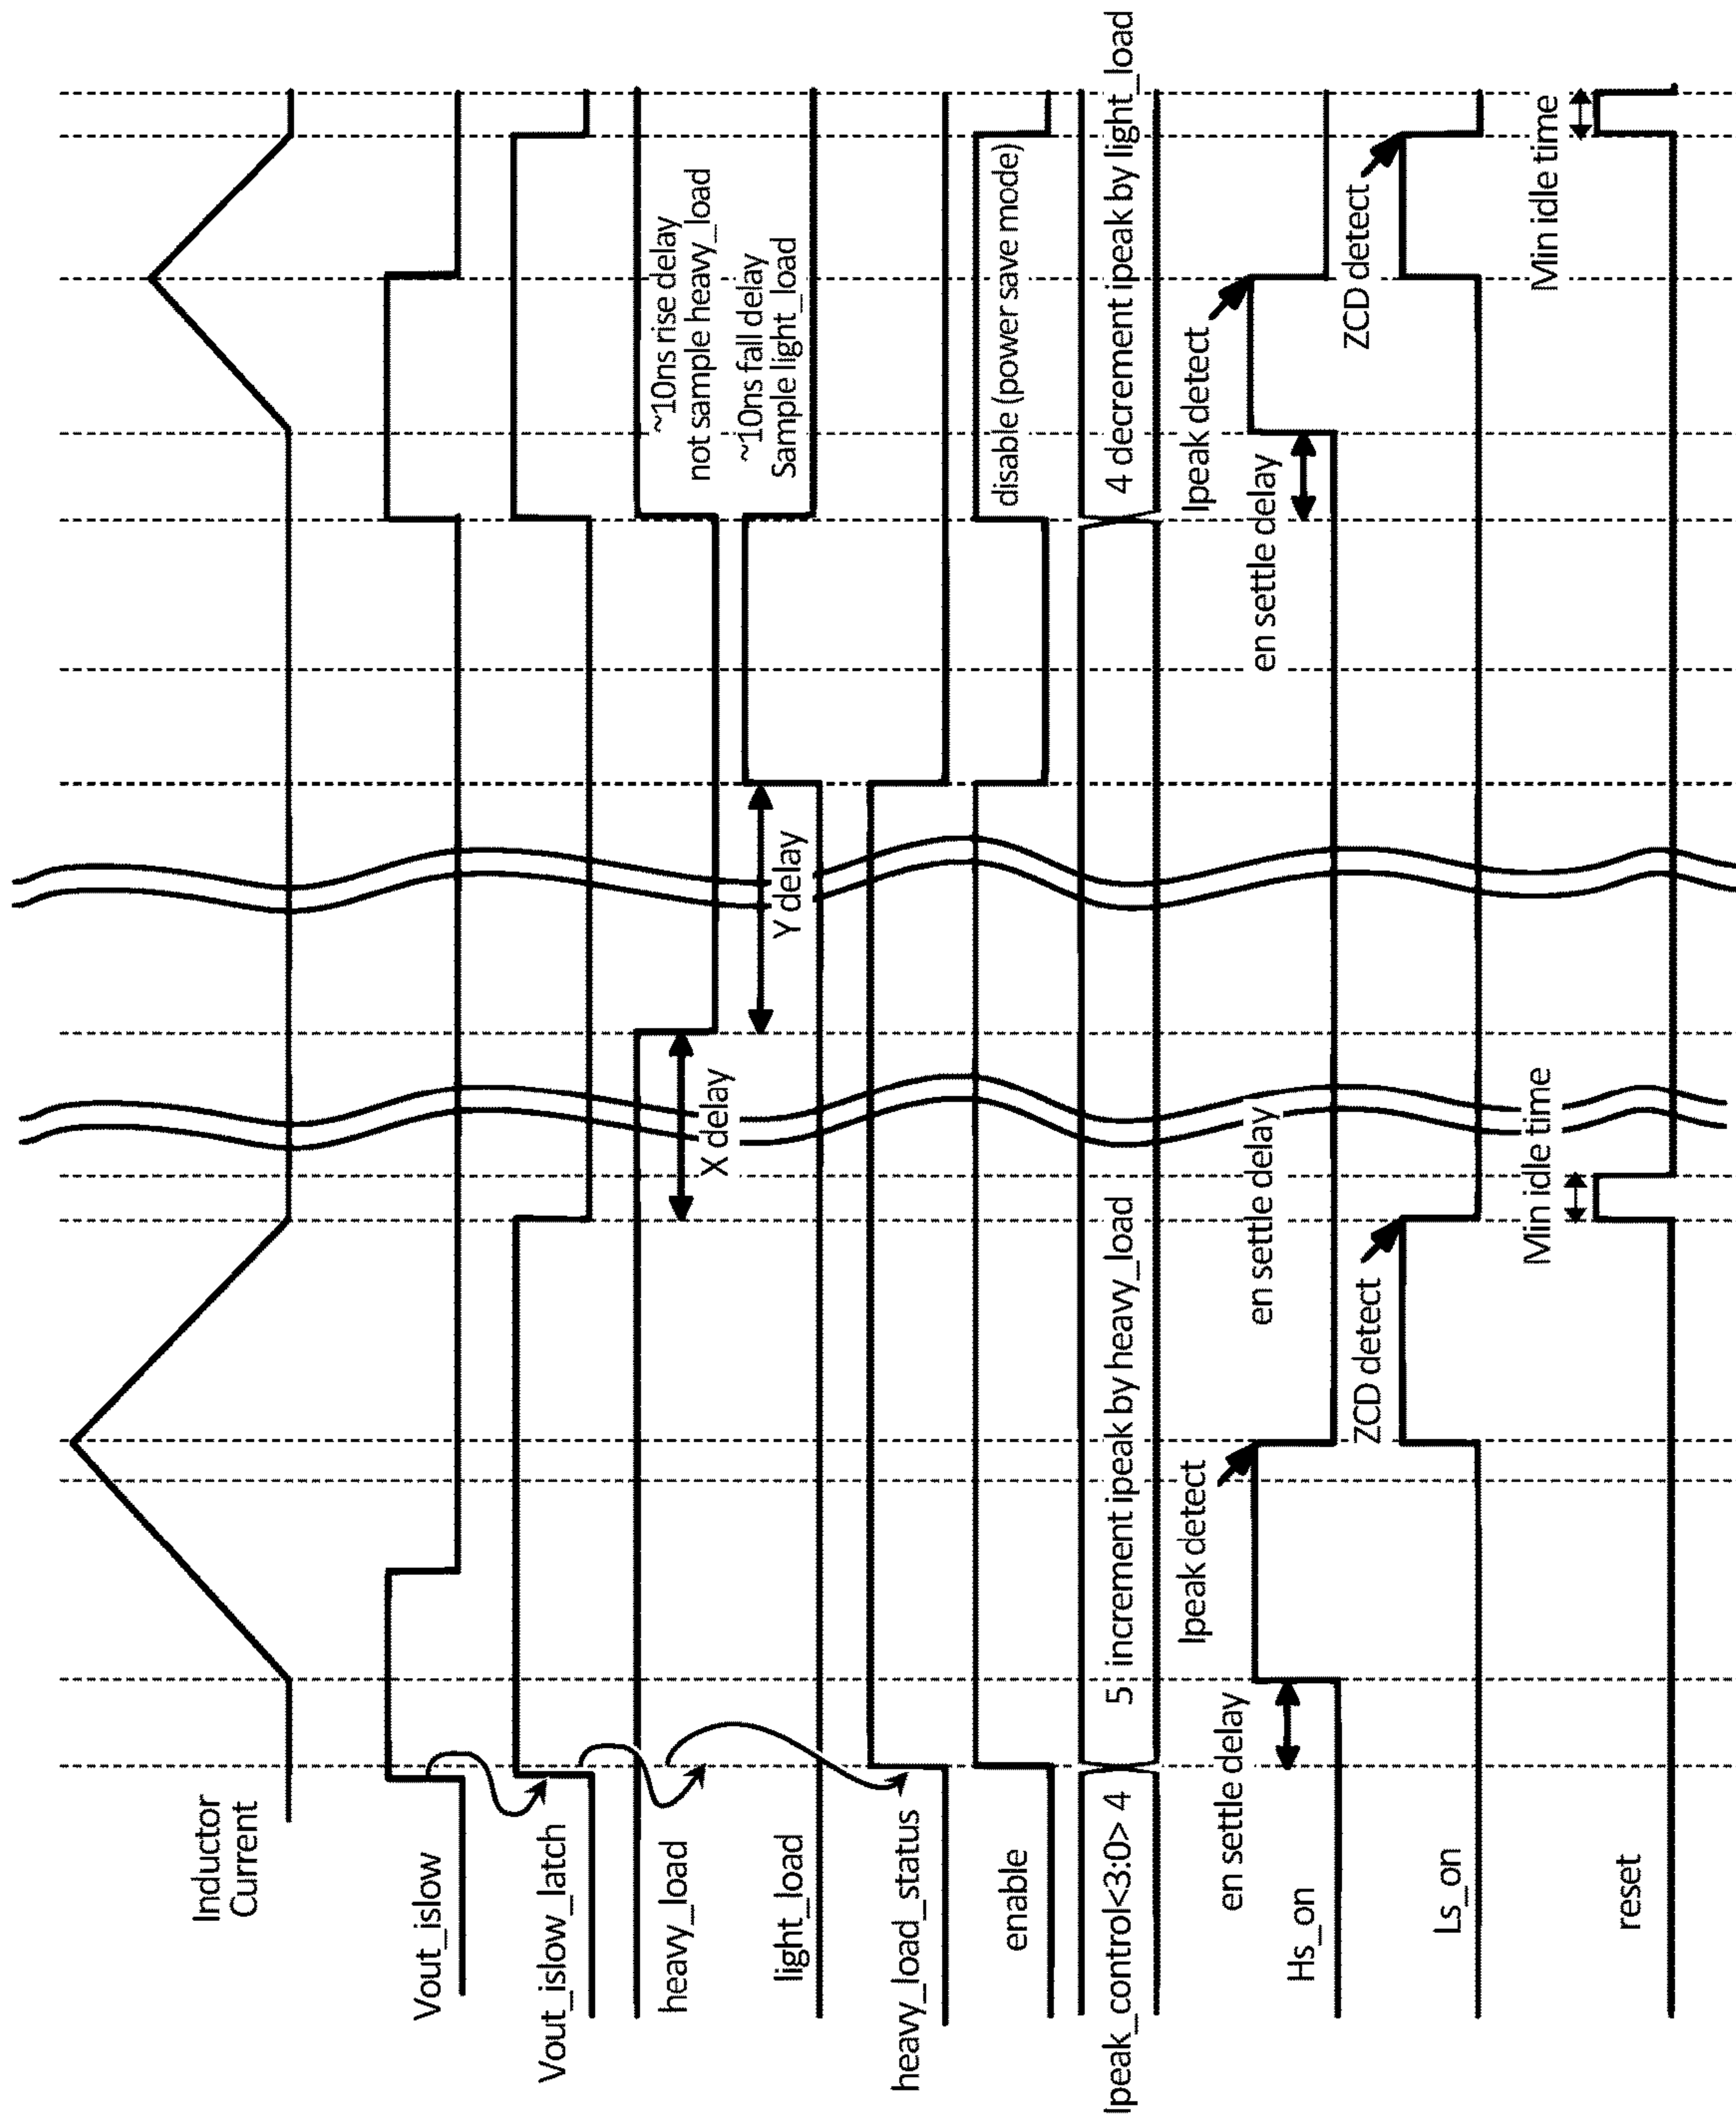 Inductor
Current
Vout_islow
Vout_islow_latch
heavy_load
X delay
~10ns rise delay
not sample heavy_load
light_load
Y delay
~10ns fall delay
Sample light_load
heavy_load_status
enable
disable (power save mode)
Ipeak_control<3:0> 4
5 increment ipeak by heavy_load
4 decrement ipeak by light_load
Hs_on
en settle delay
Ipeak detect
en settle delay
en settle delay
Ipeak detect
Ls_on
ZCD detect
ZCD detect
reset
Min idle time
Min idle time